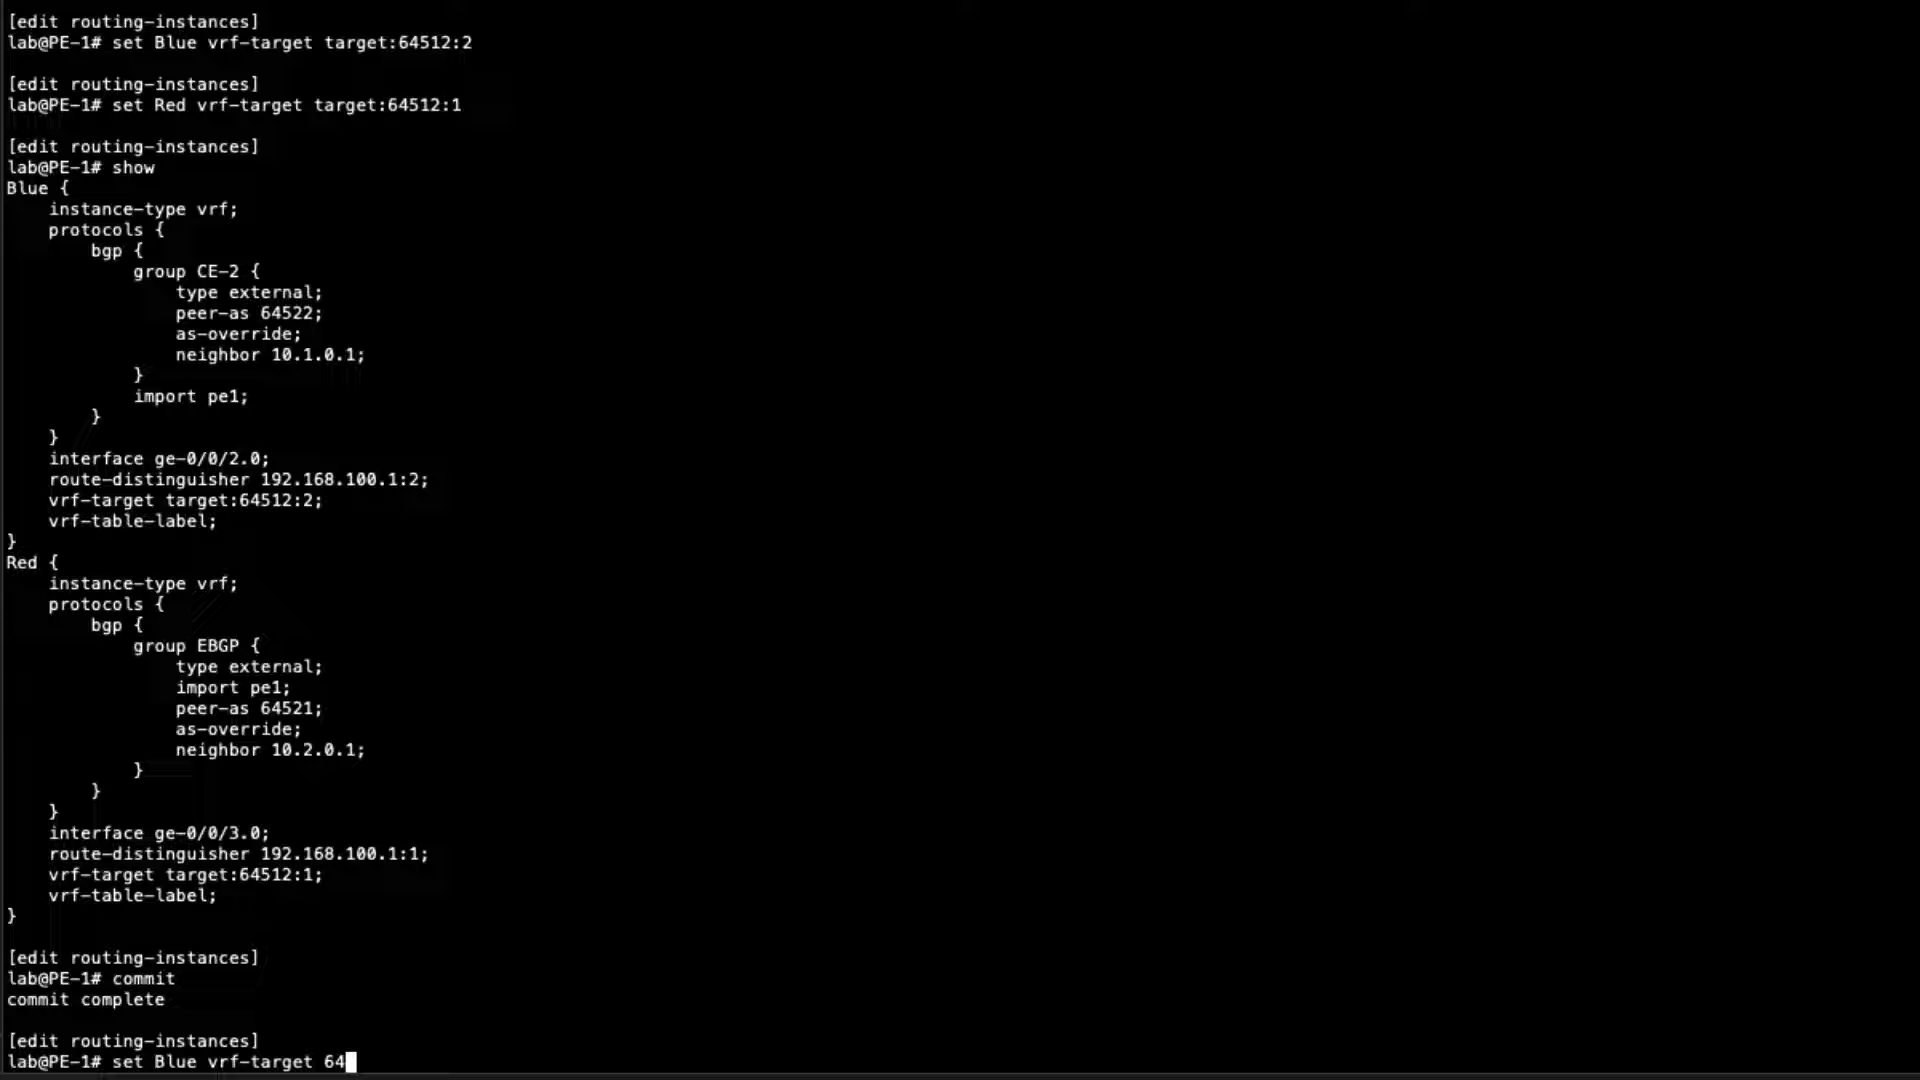 [edit routing-instances]
lab@PE-1# set Blue vrf-target target:64512:2
[edit routing-instances]
lab@PE-1# set Red vrf-target target:64512:1
[edit routing-instances]
lab@PE-1# show
Blue {
    instance-type vrf;
    protocols {
        bgp {
            group CE-2 {
                type external;
                peer-as 64522;
                as-override;
                neighbor 10.1.0.1;
            }
            import pe1;
        }
    }
    interface ge-0/0/2.0;
    route-distinguisher 192.168.100.1:2;
    vrf-target target:64512:2;
    vrf-table-label;
}
Red {
    instance-type vrf;
    protocols {
        bgp {
            group EBGP {
                type external;
                import pe1;
                peer-as 64521;
                as-override;
                neighbor 10.2.0.1;
            }
        }
    }
    interface ge-0/0/3.0;
    route-distinguisher 192.168.100.1:1;
    vrf-target target:64512:1;
    vrf-table-label;
}
[edit routing-instances]
lab@PE-1# commit
commit complete
[edit routing-instances]
lab@PE-1# set Blue vrf-target 64